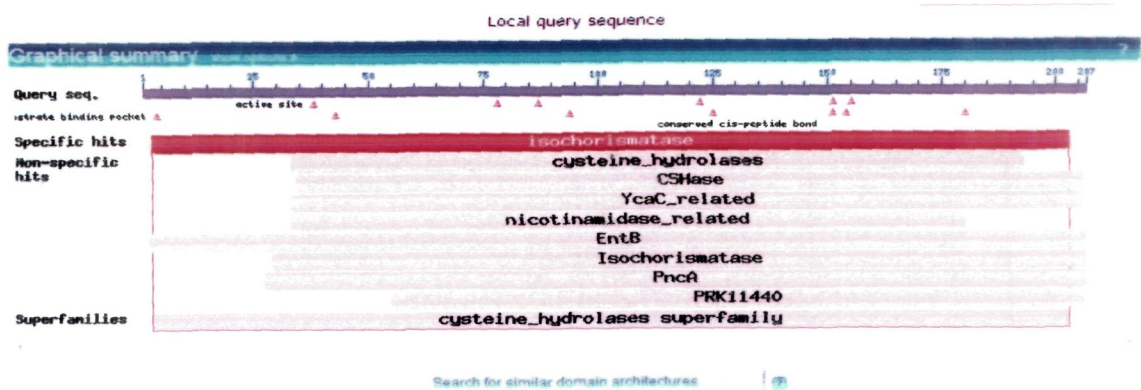 Local query sequence
Graphical summary show options » ?
1 25 50 75 100 125 150 175 200 207
Query seq.
active site
strate binding pocket
conserved cis-peptide bond
Specific hits isochorismatase
Non-specific hits cysteine_hydrolases
CSHase
YcaC_related
nicotinamidase_related
EntB
Isochorismatase
PncA
PRK11440
Superfamilies cysteine_hydrolases superfamily
Search for similar domain architectures ?